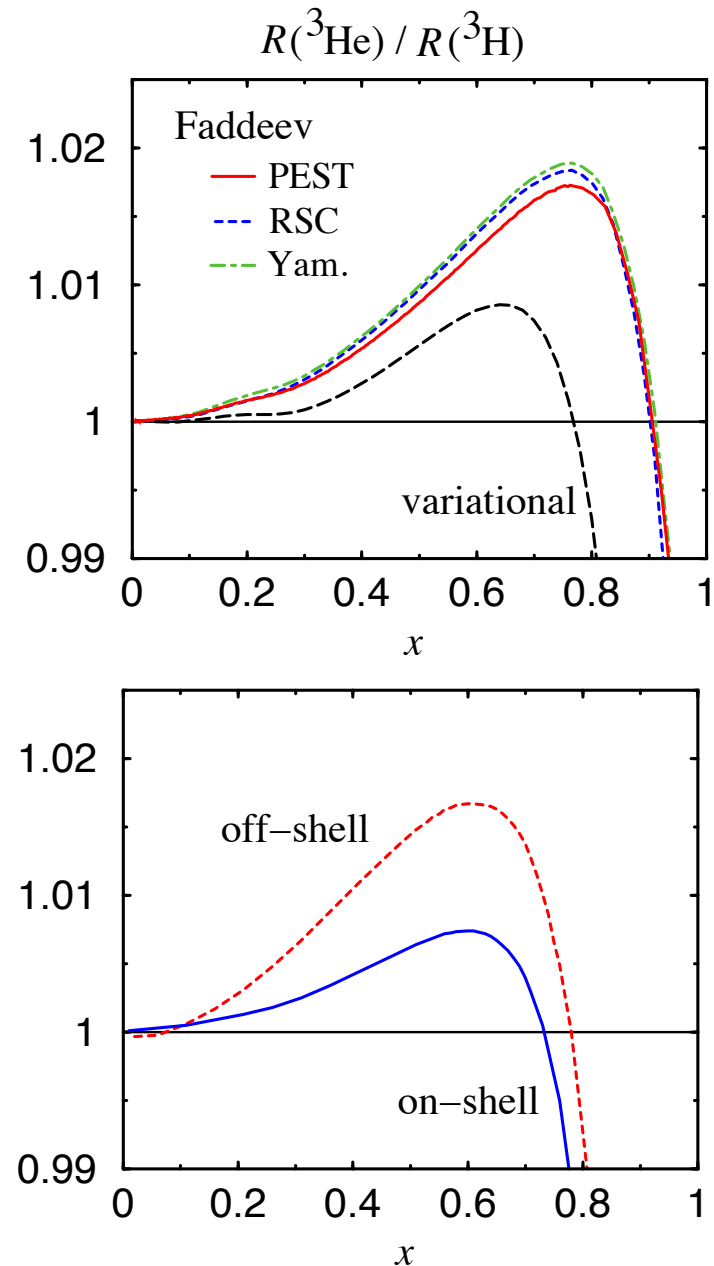 R(³He) / R(³H)
Faddeev
PEST
RSC
Yam.
variational
1.02
1.01
1
0.99
0 0.2 0.4 0.6 0.8 1
x
off−shell
on−shell
1.02
1.01
1
0.99
0 0.2 0.4 0.6 0.8 1
x